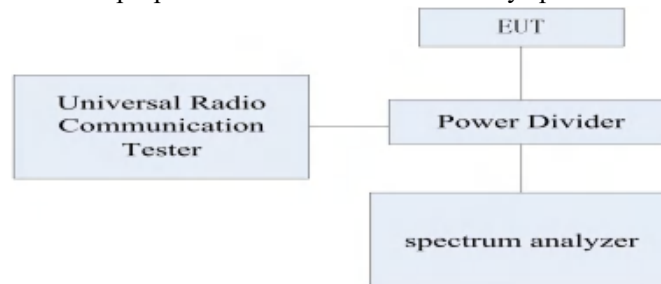 EUT
Universal Radio
Communication
Tester
Power Divider
spectrum analyzer